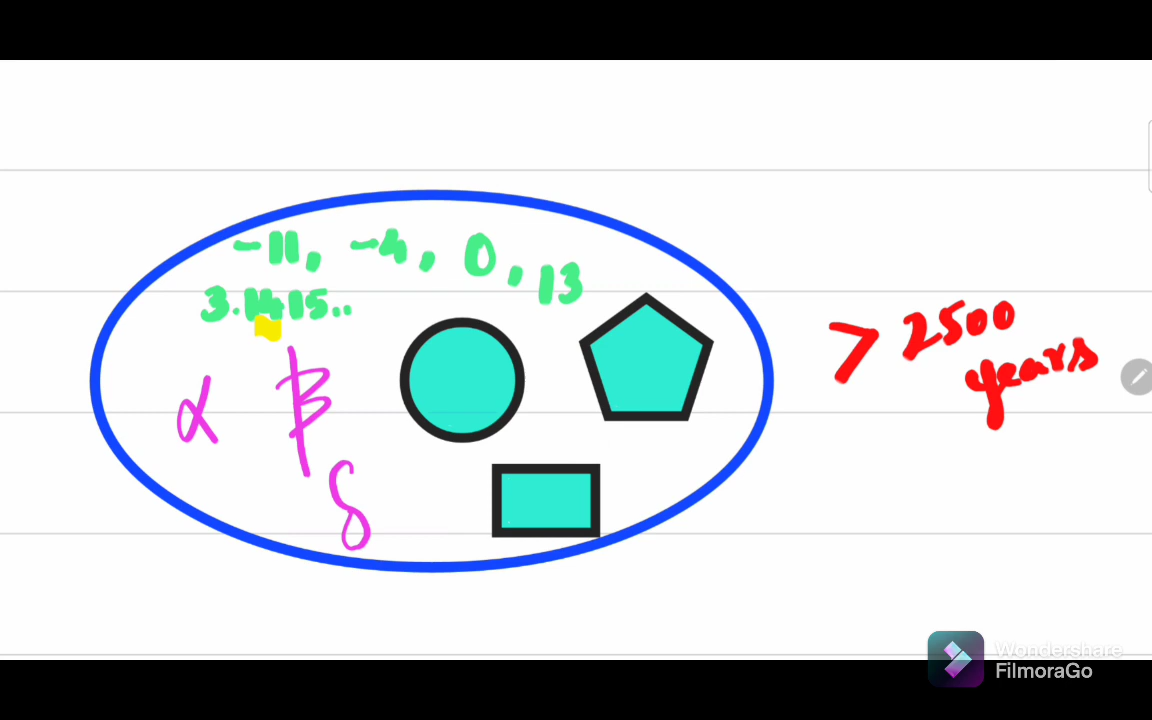 -11, -4, 0, 13
3.1415..
α β
δ
> 2500
years
Wondershare
FilmoraGo